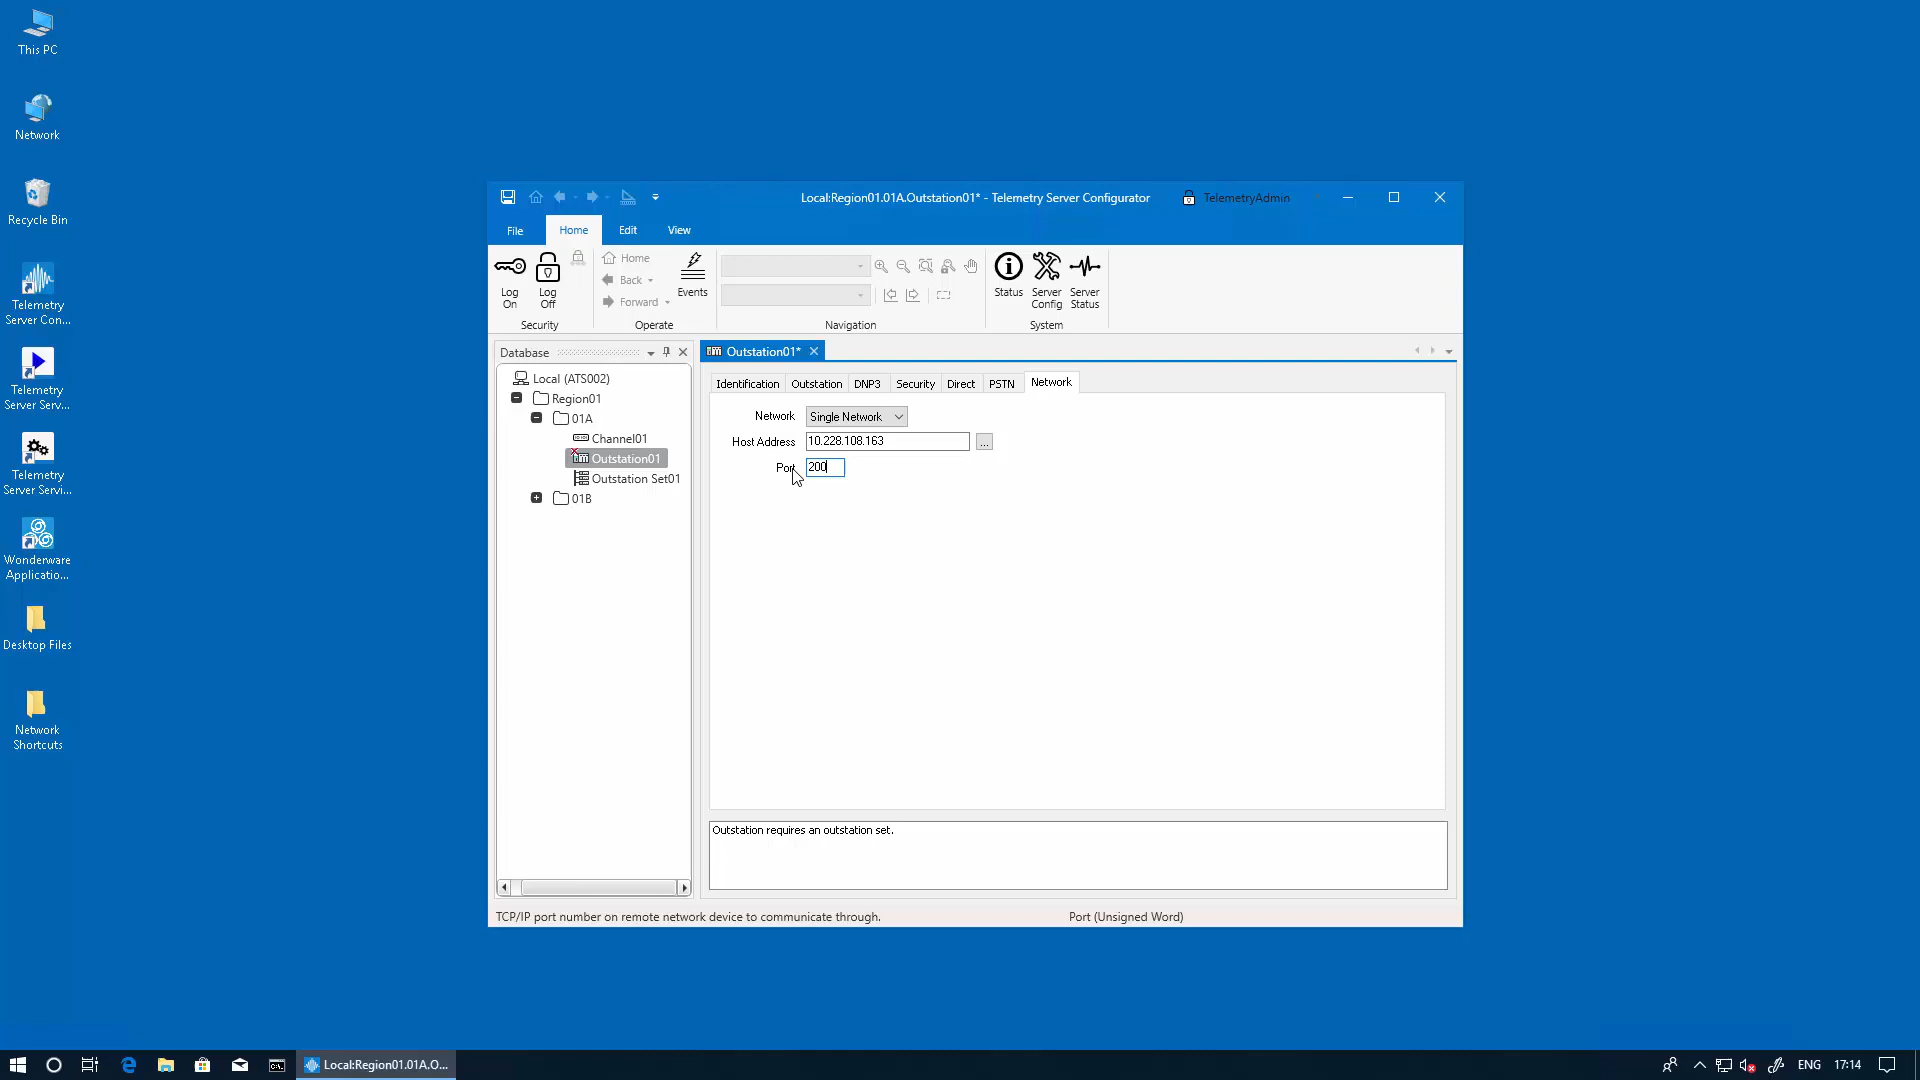 This PC
Network
Recycle Bin
Telemetry
Server Con...
Telemetry
Server Serv...
Telemetry
Server Servi...
Wonderware
Applicatio...
Desktop Files
Network
Shortcuts
Local:Region01.01A.Outstation01* - Telemetry Server Configurator
TelemetryAdmin
File
Home
Edit
View
Log
On
Log
Off
Security
Home
Back
Forward
Operate
Events
Navigation
Status
Server
Config
Server
Status
System
Database
Local (ATS002)
Region01
01A
Channel01
Outstation01
Outstation Set01
01B
Outstation01*
Identification
Outstation
DNP3
Security
Direct
PSTN
Network
Network
Single Network
Host Address
10.228.108.163
...
Port
200
Outstation requires an outstation set.
TCP/IP port number on remote network device to communicate through.
Port (Unsigned Word)
Local:Region01.01A.O...
ENG
17:14